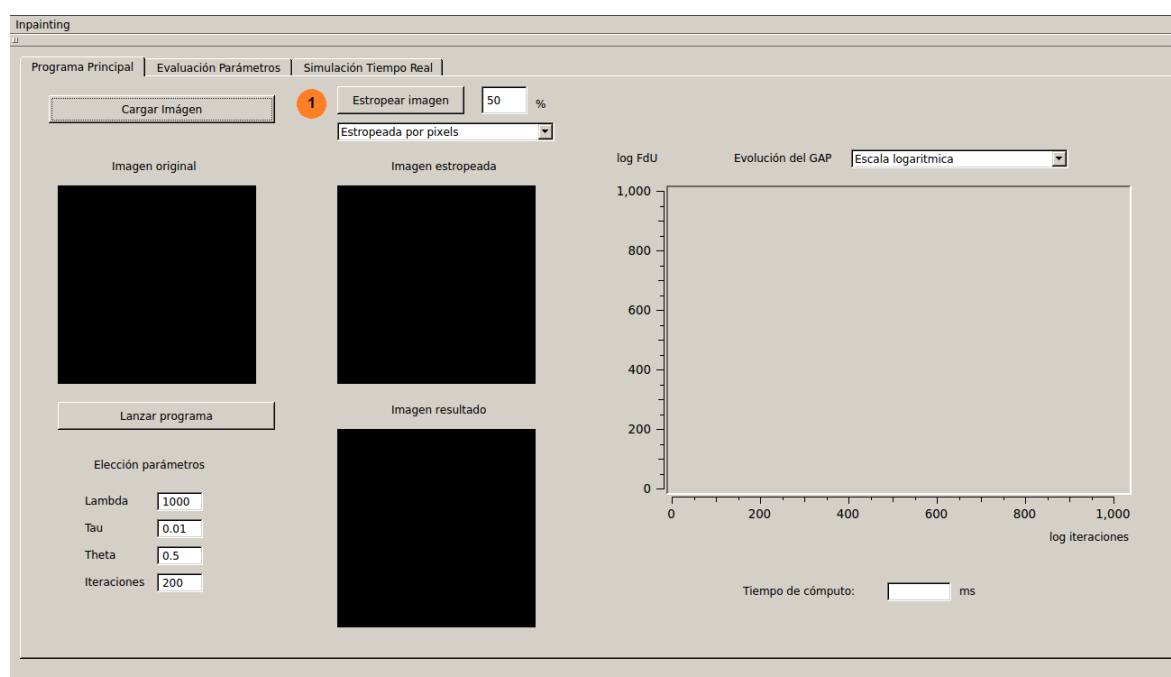 Inpainting
Programa Principal Evaluación Parámetros Simulación Tiempo Real
Cargar Imágen
1 Estropear imagen 50 %
Estropeada por pixels
Imagen original
Imagen estropeada
log FdU Evolución del GAP Escala logaritmica
1,000
800
600
400
200
0
0 200 400 600 800 1,000
log iteraciones
Lanzar programa
Imagen resultado
Elección parámetros
Lambda 1000
Tau 0.01
Theta 0.5
Iteraciones 200
Tiempo de cómputo: ms